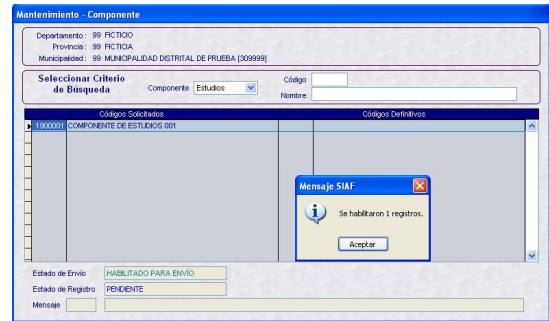 Mantenimiento - Componente
Departamento: 99 FICTICIO
Provincia: 99 FICTICIA
Municipalidad: 99 MUNICIPALIDAD DISTRITAL DE PRUEBA [309999]
Seleccionar Criterio de Búsqueda
Componente Estudios
Código
Nombre
Códigos Solicitados Códigos Definitivos
1900001 COMPONENTE DE ESTUDIOS 001
Mensaje SIAF
Se habilitaron 1 registros.
Aceptar
Estado de Envío HABILITADO PARA ENVÍO
Estado de Registro PENDIENTE
Mensaje